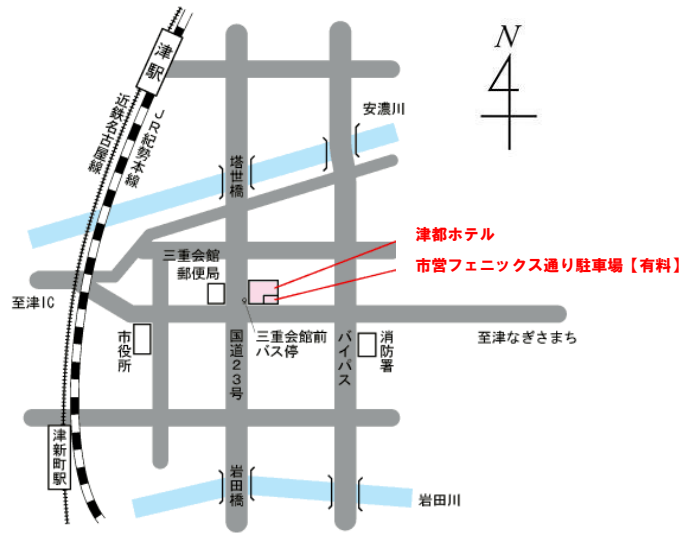 津駅
N
近鉄名古屋線
JR紀勢本線
安濃川
塔世橋
津都ホテル
三重会館
郵便局
市営フェニックス通り駐車場【有料】
至津IC
市役所
国道23号
三重会館前
バス停
バイパス
消防署
至津なぎさまち
津新町駅
岩田橋
岩田川